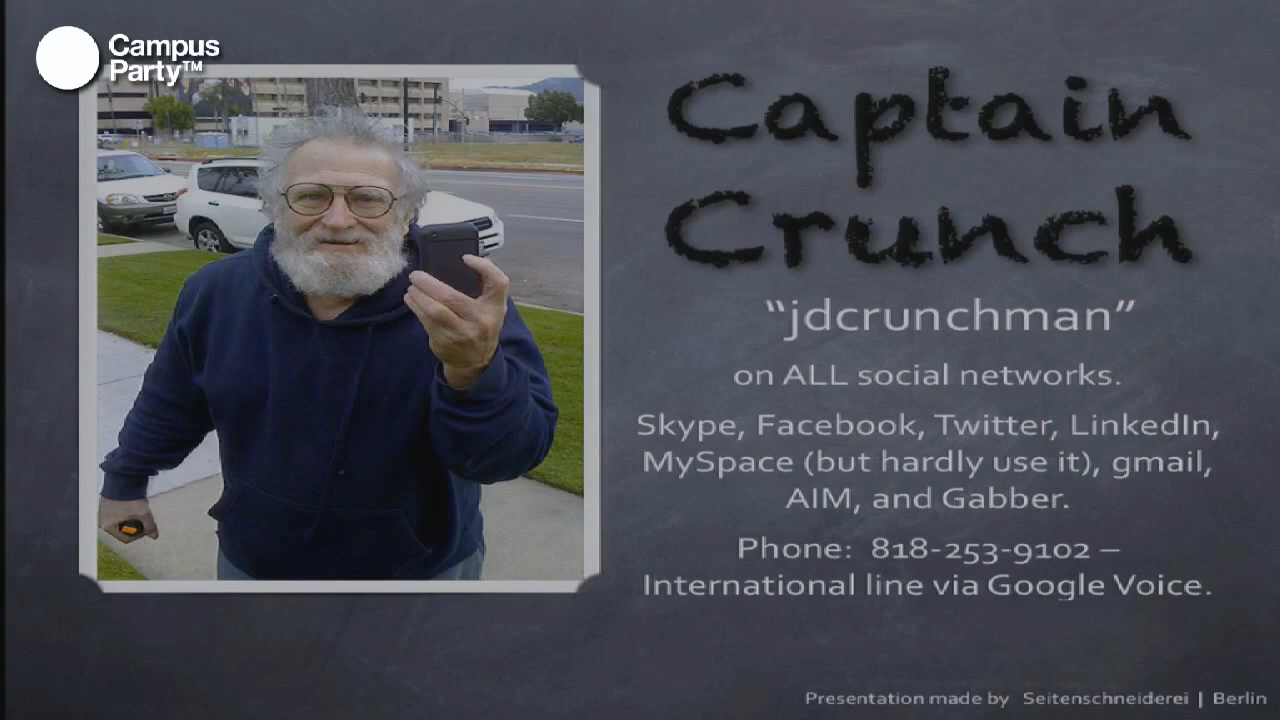 Campus
Party™
Captain
Crunch
“jdcrunchman”
on ALL social networks.
Skype, Facebook, Twitter, LinkedIn,
MySpace (but hardly use it), gmail,
AIM, and Gabber.
Phone: 818-253-9102 –
International line via Google Voice.
Presentation made by Seitenschneiderei | Berlin